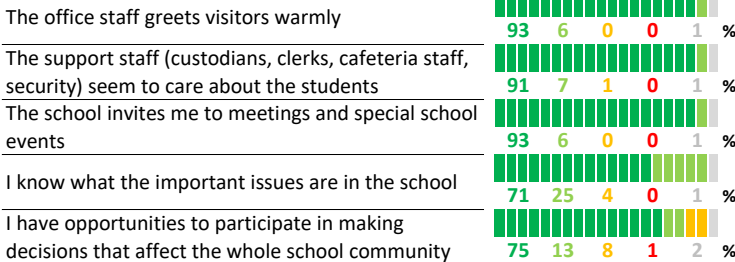 The office staff greets visitors warmly
93 6 0 0 1 %
The support staff (custodians, clerks, cafeteria staff,
security) seem to care about the students
91 7 1 0 1 %
The school invites me to meetings and special school
events
93 6 0 0 1 %
I know what the important issues are in the school
71 25 4 0 1 %
I have opportunities to participate in making
decisions that affect the whole school community
75 13 8 1 2 %